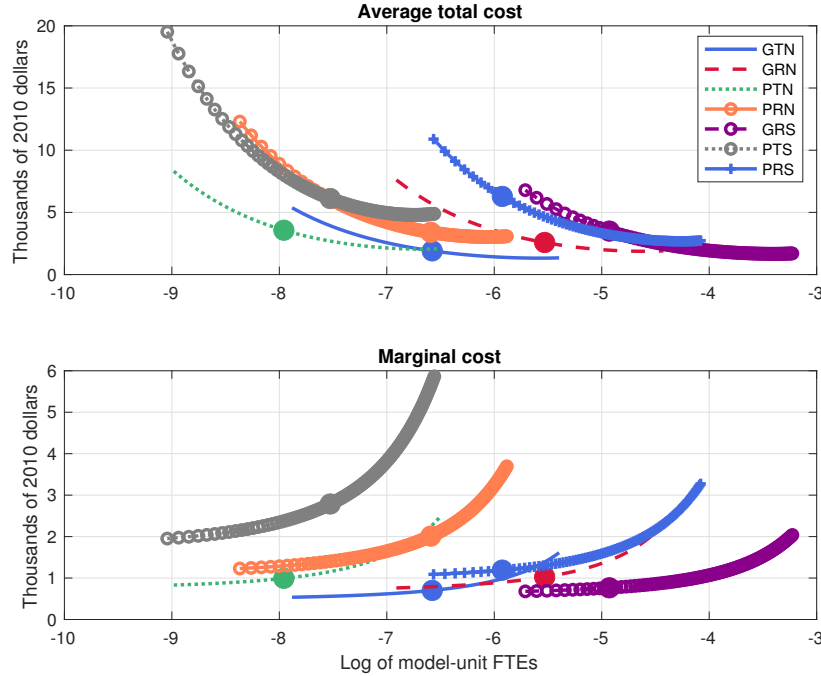 Average total cost
Thousands of 2010 dollars
20
15
10
5
0
-10 -9 -8 -7 -6 -5 -4 -3
GTN
GRN
PTN
PRN
GRS
PTS
PRS
Marginal cost
Thousands of 2010 dollars
6
5
4
3
2
1
0
-10 -9 -8 -7 -6 -5 -4 -3
Log of model-unit FTEs